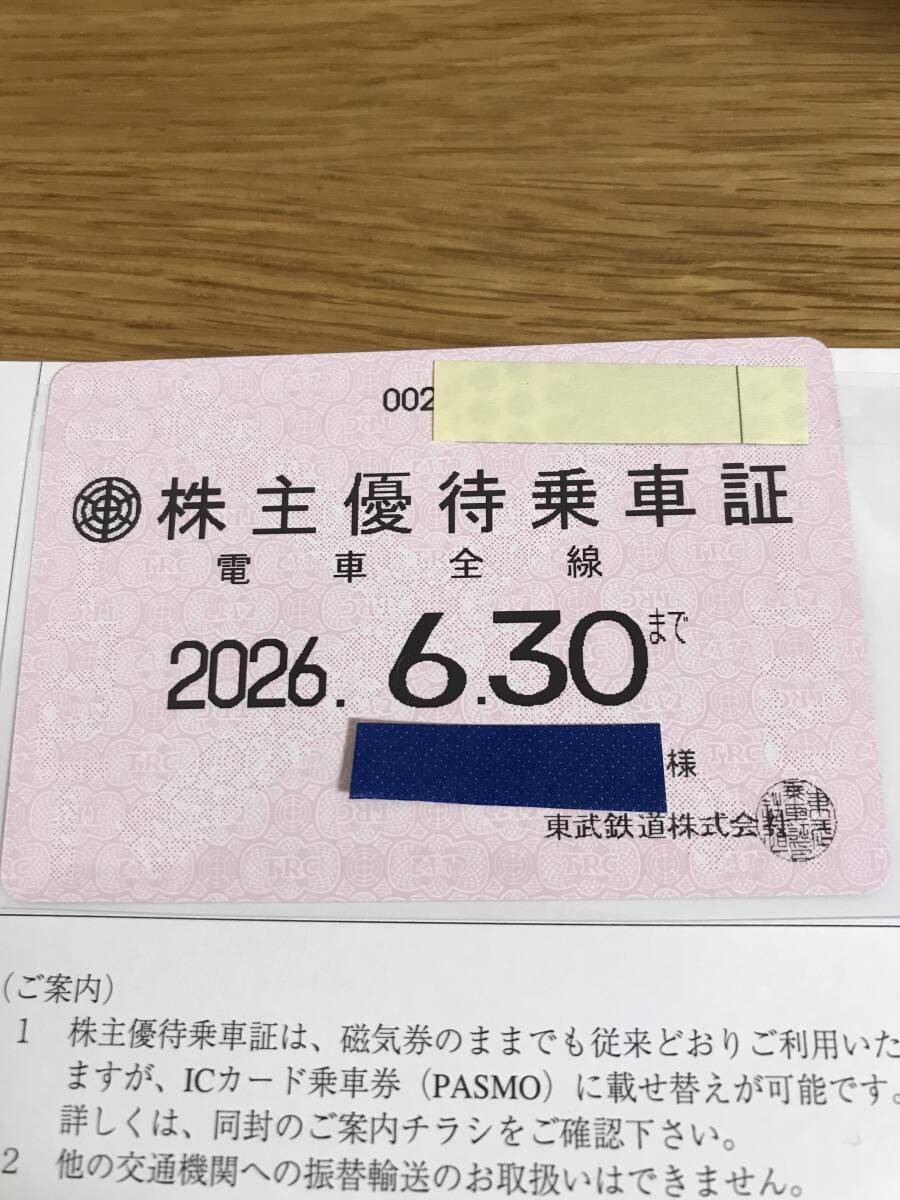 002
株主優待乗車証
電車全線
2026. 6.30まで
様
東武鉄道株式会社
(ご案内)
1 株主優待乗車証は、磁気券のままでも従来どおりご利用いた
ますが、ICカード乗車券（PASMO）に載せ替えが可能です。
詳しくは、同封のご案内チラシをご確認下さい。
2 他の交通機関への振替輸送のお取扱いはできません。